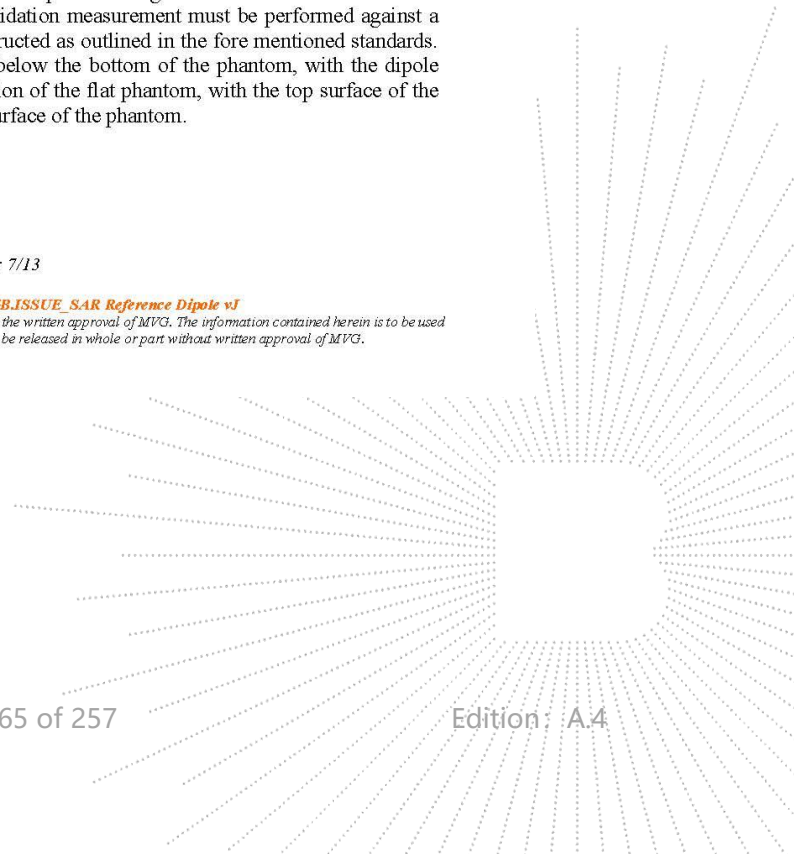 idation measurement must be performed against a
ructed as outlined in the fore mentioned standards.
below the bottom of the phantom, with the dipole
ion of the flat phantom, with the top surface of the
urface of the phantom.
: 7/13
B.ISSUE_SAR Reference Dipole vJ
the written approval of MVG. The information contained herein is to be used
be released in whole or part without written approval of MVG.
65 of 257
Edition: A.4